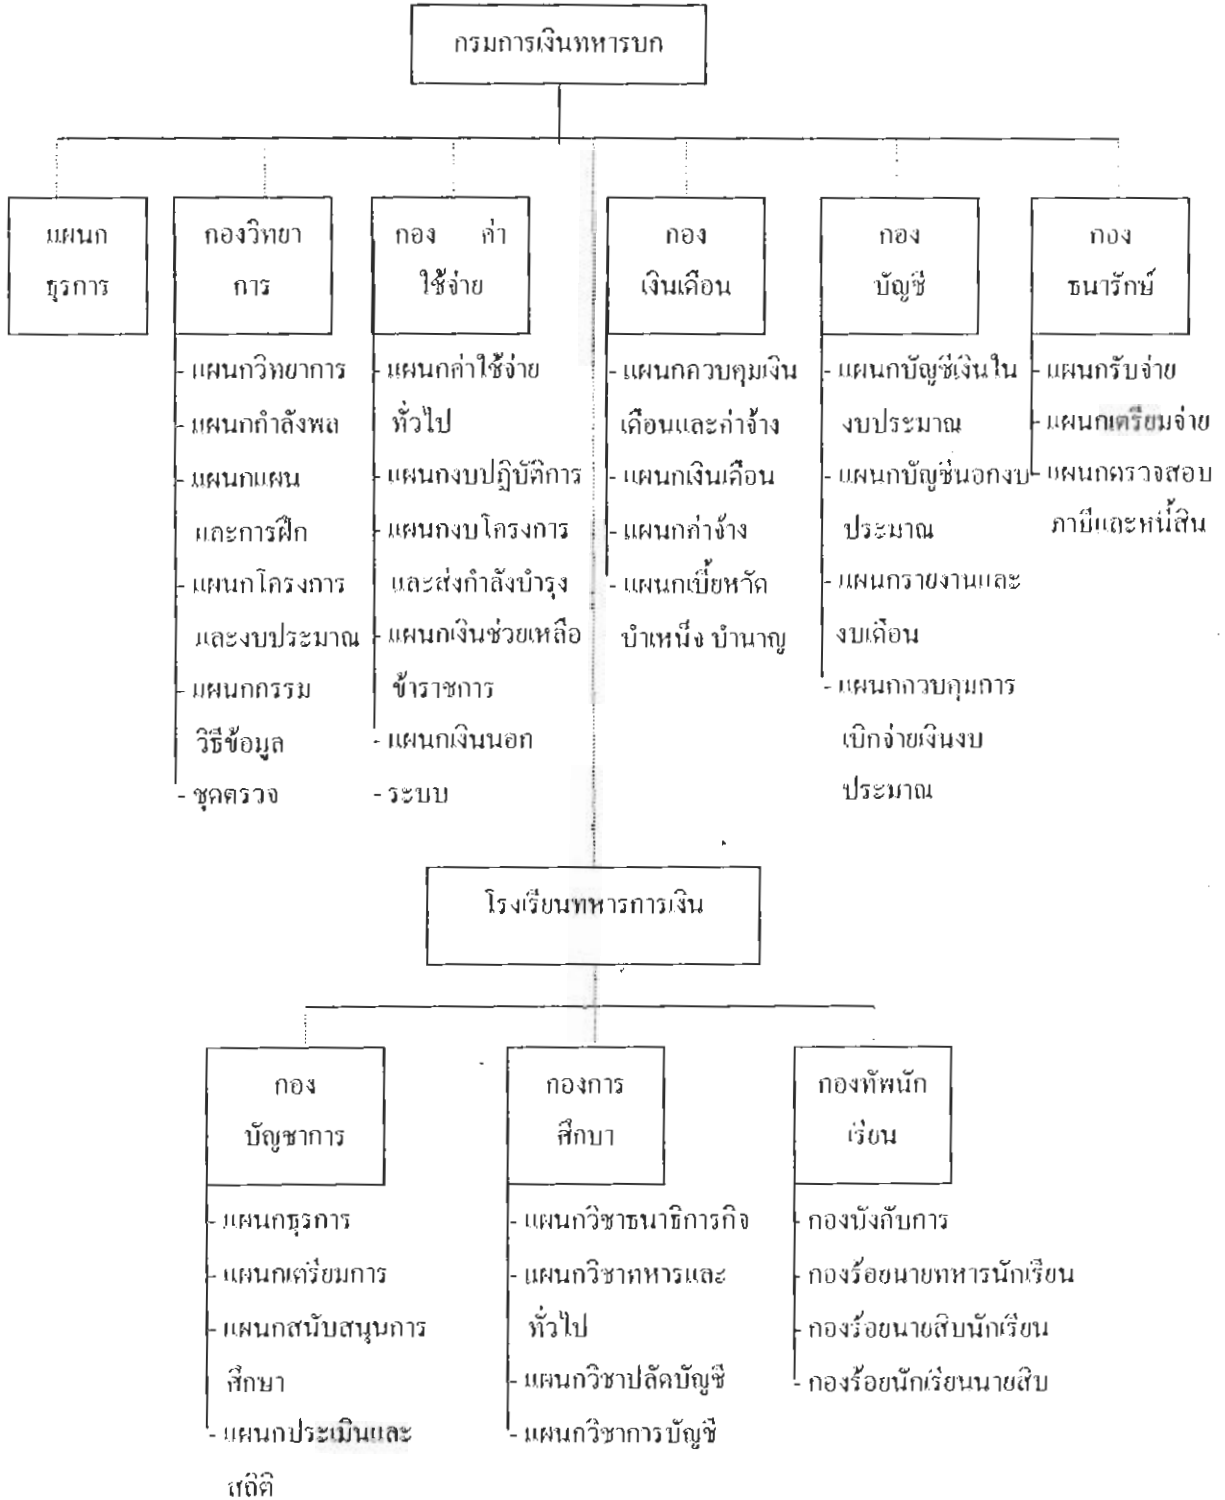 กรมการเงินทหารบก
แผนก
ธุรการ
กองวิทยา
การ
กอง ค่า
ใช้จ่าย
กอง
เงินเดือน
กอง
บัญชี
กอง
ธนารักษ์
- แผนกวิทยาการ
- แผนกกำลังพล
- แผนกแผน
และการฝึก
- แผนกโครงการ
และงบประมาณ
- แผนกกรรม
วิธีข้อมูล
- ชุดตรวจ
- แผนกค่าใช้จ่าย
ทั่วไป
- แผนกงบปฏิบัติการ
- แผนกงบโครงการ
และส่งกำลังบำรุง
- แผนกเงินช่วยเหลือ
ข้าราชการ
- แผนกเงินนอก
- ระบบ
- แผนกควบคุมเงิน
เดือนและค่าจ้าง
- แผนกเงินเดือน
- แผนกค่าจ้าง
- แผนกเบี้ยหวัด
บำเหน็จ บำนาญ
- แผนกบัญชีเงินใน
งบประมาณ
- แผนกบัญชีนอกงบ
ประมาณ
- แผนกรายงานและ
งบเดือน
- แผนกควบคุมการ
เบิกจ่ายเงินงบ
ประมาณ
- แผนกรับจ่าย
- แผนกเตรียมจ่าย
- แผนกตรวจสอบ
ภาษีและหนี้สิน
โรงเรียนทหารการเงิน
กอง
บัญชาการ
กองการ
ศึกษา
กองทัพนัก
เรียน
- แผนกธุรการ
- แผนกเตรียมการ
- แผนกสนับสนุนการ
ศึกษา
- แผนกประเมินและ
สถิติ
- แผนกวิชาธนาธิการกิจ
- แผนกวิชาทหารและ
ทั่วไป
- แผนกวิชาปลัดบัญชี
- แผนกวิชาการบัญชี
- กองบังคับการ
- กองร้อยนายทหารนักเรียน
- กองร้อยนายสิบนักเรียน
- กองร้อยนักเรียนนายสิบ